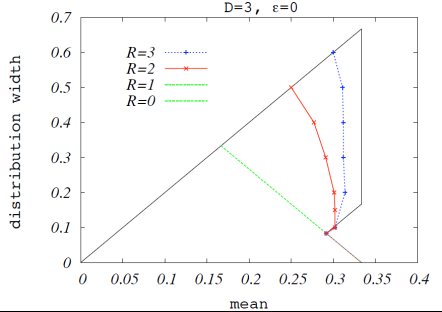 D=3, ε=0
0.7
0.6
0.5
0.4
0.3
0.2
0.1
0
distribution width
R=3
R=2
R=1
R=0
0 0.05 0.1 0.15 0.2 0.25 0.3 0.35 0.4
mean